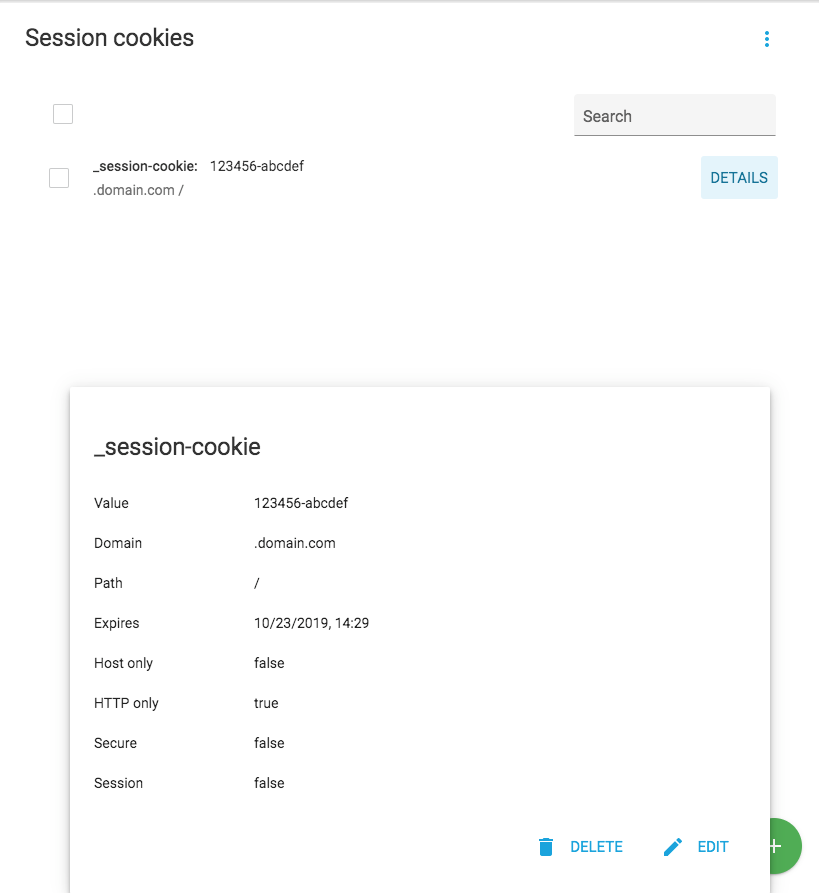 Session cookies
Search
_session-cookie: 123456-abcdef
.domain.com /
DETAILS
_session-cookie
Value 123456-abcdef
Domain .domain.com
Path /
Expires 10/23/2019, 14:29
Host only false
HTTP only true
Secure false
Session false
DELETE EDIT